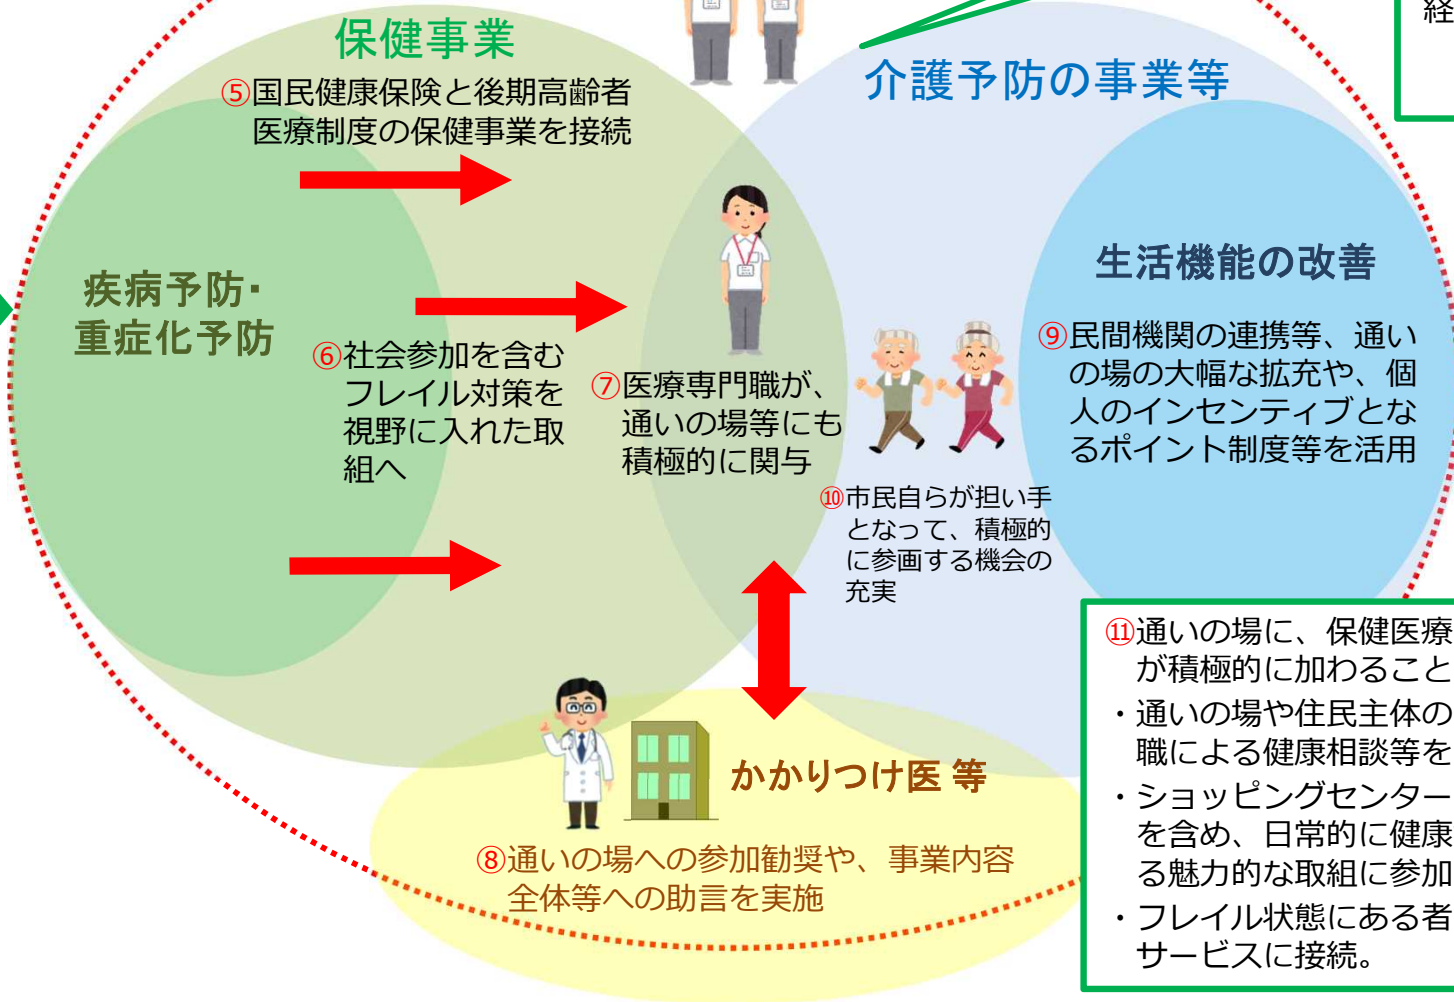 経
保健事業
⑤国民健康保険と後期高齢者
医療制度の保健事業を接続
介護予防の事業等
疾病予防・
重症化予防
⑥社会参加を含む
フレイル対策を
視野に入れた取
組へ
⑦医療専門職が、
通いの場等にも
積極的に関与
生活機能の改善
⑨民間機関の連携等、通い
の場の大幅な拡充や、個
人のインセンティブとな
るポイント制度等を活用
⑩市民自らが担い手
となって、積極的
に参画する機会の
充実
かかりつけ医 等
⑧通いの場への参加勧奨や、事業内容
全体等への助言を実施
⑪通いの場に、保健医療
が積極的に加わること
・通いの場や住民主体の
職による健康相談等を
・ショッピングセンター
を含め、日常的に健康
る魅力的な取組に参加
・フレイル状態にある者
サービスに接続。